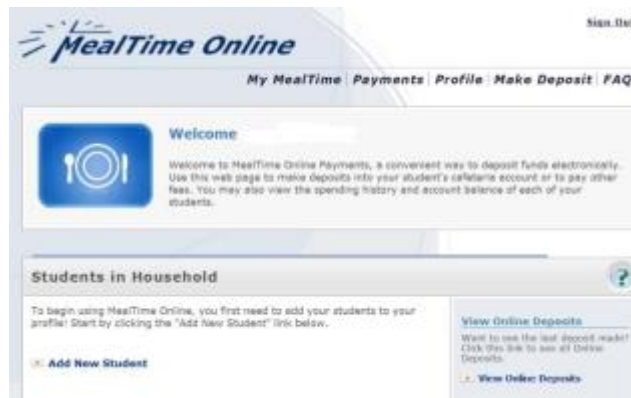 Sign Out
MealTime Online
My MealTime | Payments | Profile | Make Deposit | FAQ
Welcome
Welcome to MealTime Online Payments, a convenient way to deposit funds electronically.
Use this web page to make deposits into your student's cafeteria account or to pay other
fees. You may also view the spending history and account balance of each of your
students.
Students in Household
?
To begin using MealTime Online, you first need to add your students to your
profile! Start by clicking the "Add New Student" link below.
Add New Student
View Online Deposits
Want to see the last deposit made?
Click this link to see all Online
Deposits.
View Online Deposits